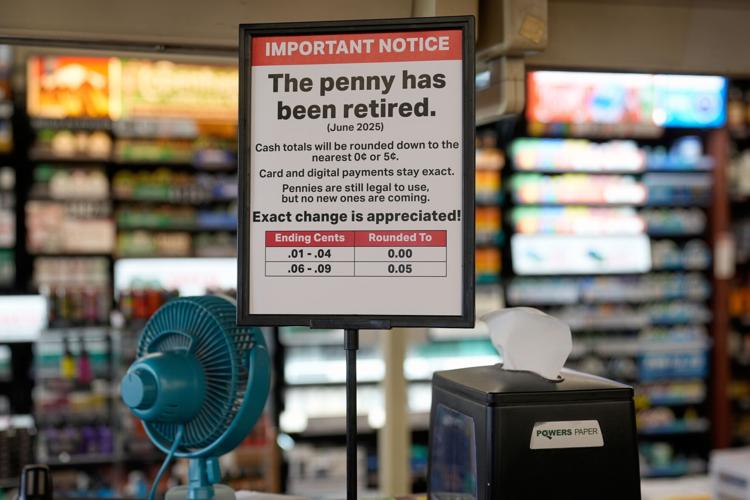 IMPORTANT NOTICE
The penny has
been retired.
(June 2025)
Cash totals will be rounded down to the
nearest 0¢ or 5¢.
Card and digital payments stay exact.
Pennies are still legal to use,
but no new ones are coming.
Exact change is appreciated!
Ending Cents Rounded To
.01 - .04 0.00
.06 - .09 0.05
POWERS PAPER